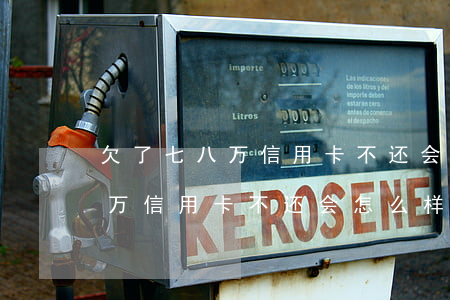 importe
Las indicaciones
de los litros y del
importe deben
estar en cero
antes de comenzar
el despacho
Litros
欠了七八万信用卡不还会
Precio
万信用卡不还会怎么样
KEROSENE